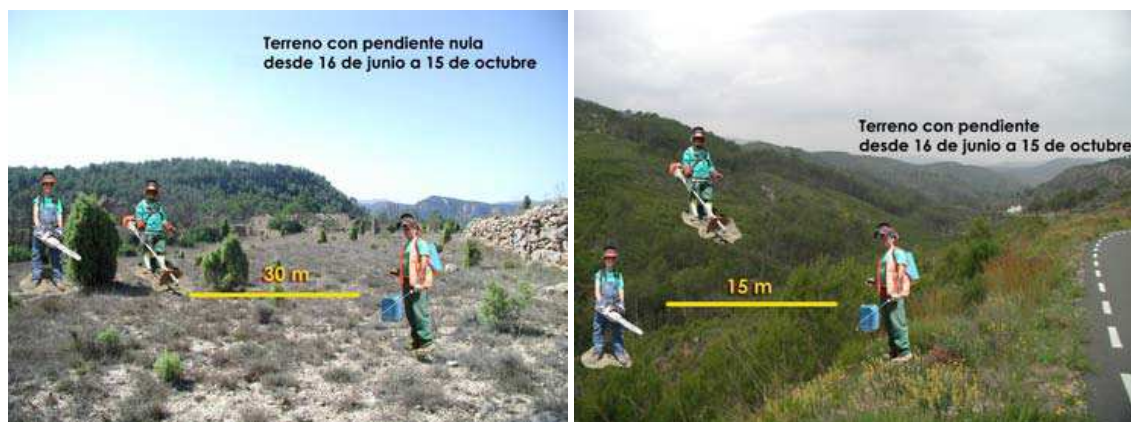 Terreno con pendiente nula
desde 16 de junio a 15 de octubre
30 m
Terreno con pendiente
desde 16 de junio a 15 de octubre
15 m